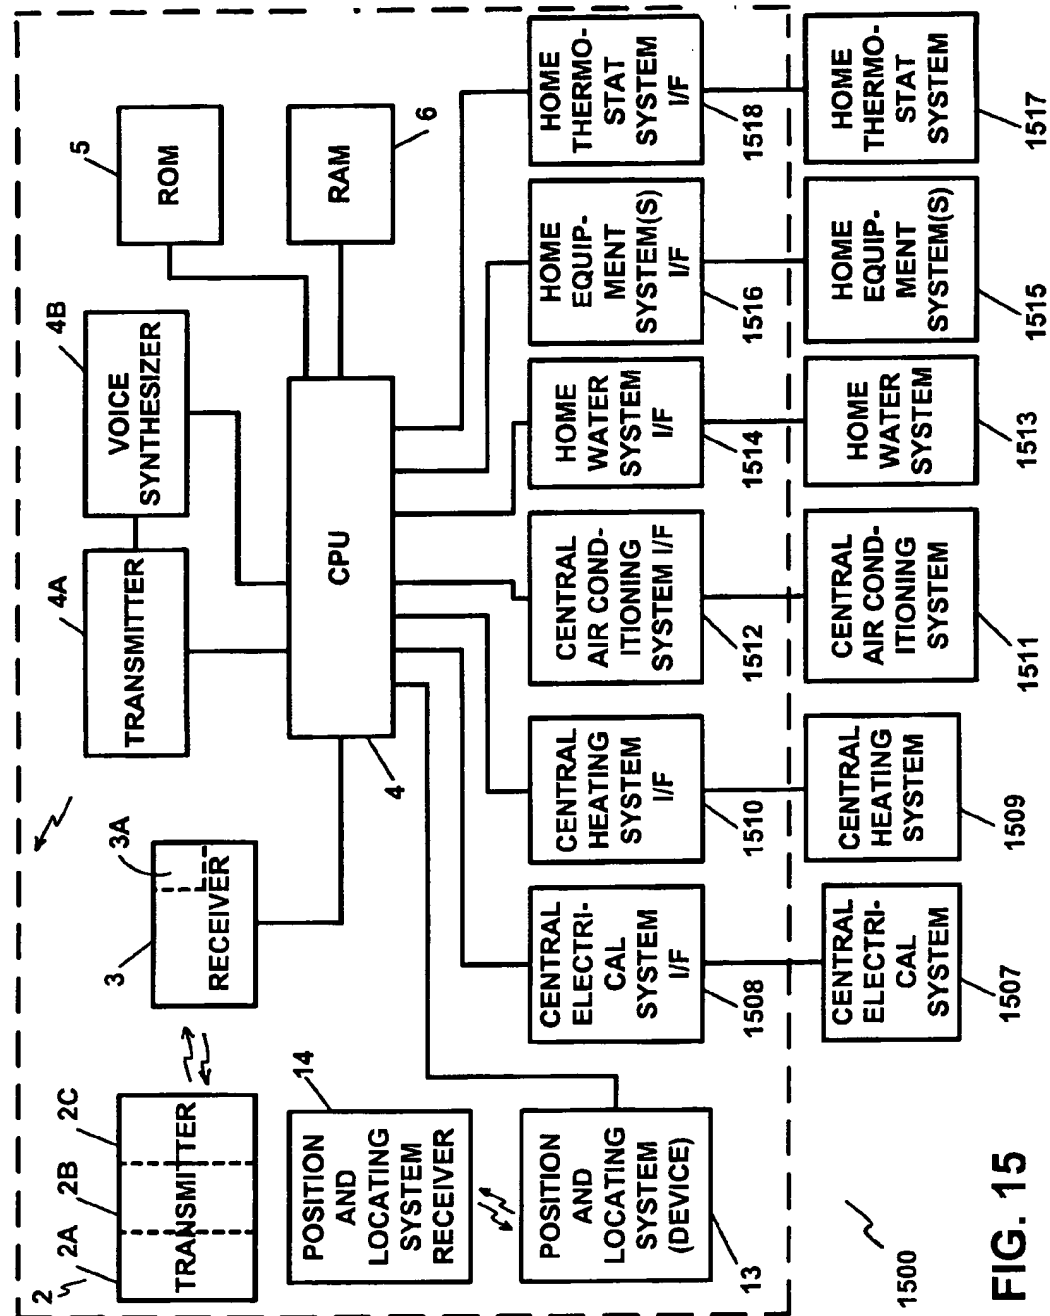 2
2A
2B
2C
TRANSMITTER
3
3A
RECEIVER
4A
TRANSMITTER
4B
VOICE
SYNTHESIZER
5
ROM
14
POSITION
AND
LOCATING
SYSTEM
RECEIVER
4
CPU
6
RAM
13
POSITION
AND
LOCATING
SYSTEM
(DEVICE)
CENTRAL
ELECTRI-
CAL
SYSTEM
I/F
1508
CENTRAL
HEATING
SYSTEM
I/F
1510
CENTRAL
AIR COND-
ITIONING
SYSTEM I/F
1512
HOME
WATER
SYSTEM
I/F
1514
HOME
EQUIP-
MENT
SYSTEM(S)
I/F
1516
HOME
THERMO-
STAT
SYSTEM
I/F
1518
CENTRAL
ELECTRI-
CAL
SYSTEM
1507
CENTRAL
HEATING
SYSTEM
1509
CENTRAL
AIR COND-
ITIONING
SYSTEM
1511
HOME
WATER
SYSTEM
1513
HOME
EQUIP-
MENT
SYSTEM(S)
1515
HOME
THERMO-
STAT
SYSTEM
1517
1500
FIG. 15